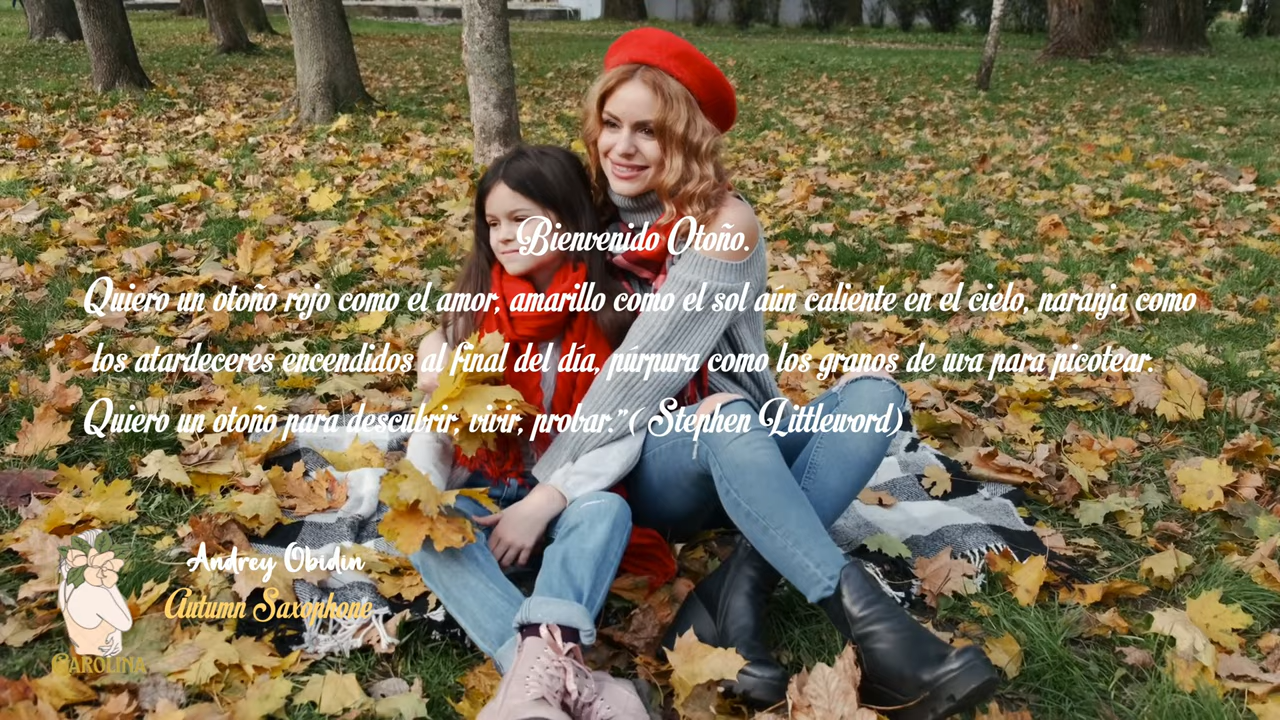 Bienvenido Otoño.
Quiero un otoño rojo como el amor, amarillo como el sol aún caliente en el cielo, naranja como
los atardeceres encendidos al final del día, púrpura como los granos de uva para picotear.
Quiero un otoño para descubrir, vivir, probar." ( Stephen Littleword)
Andrey Obidin
Autumn Saxophone
CAROLINA